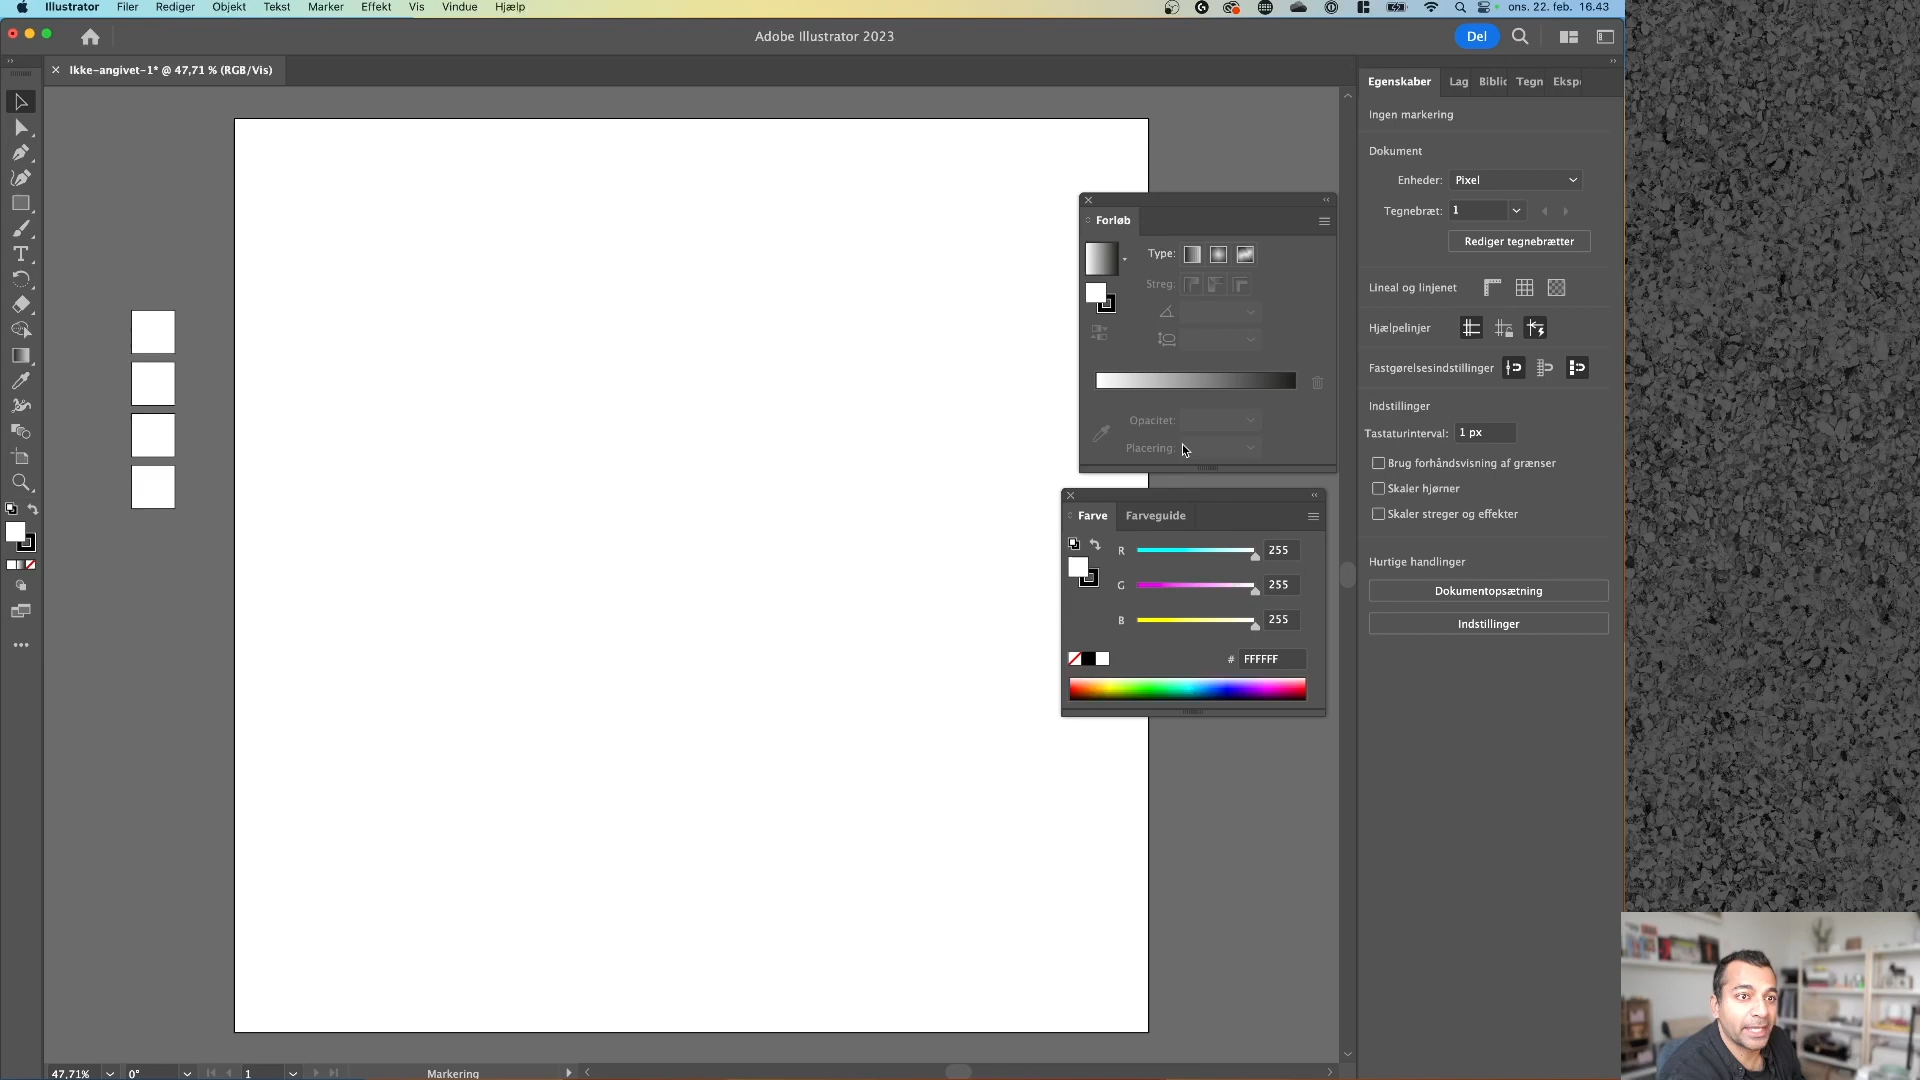 Illustrator Filer Rediger Objekt Tekst Marker Effekt Vis Vindue Hjælp ons. 22. feb. 16.43
Adobe Illustrator 2023 Del
Ikke-angivet-1* @ 47,71 % (RGB/Vis)
Egenskaber Lag Biblio Tegn Ekspo
Ingen markering
Dokument
Enheder: Pixel
Tegnebræt: 1
Rediger tegnebrætter
Lineal og linjenet
Hjælpelinjer
Fastgørelsesindstillinger
Indstillinger
Tastaturinterval: 1 px
Brug forhåndsvisning af grænser
Skaler hjørner
Skaler streger og effekter
Hurtige handlinger
Dokumentopsætning
Indstillinger
Forløb
Type:
Streg:
Opacitet:
Placering:
Farve Farveguide
R 255
G 255
B 255
# FFFFFF
47,71% 0° 1 Markering